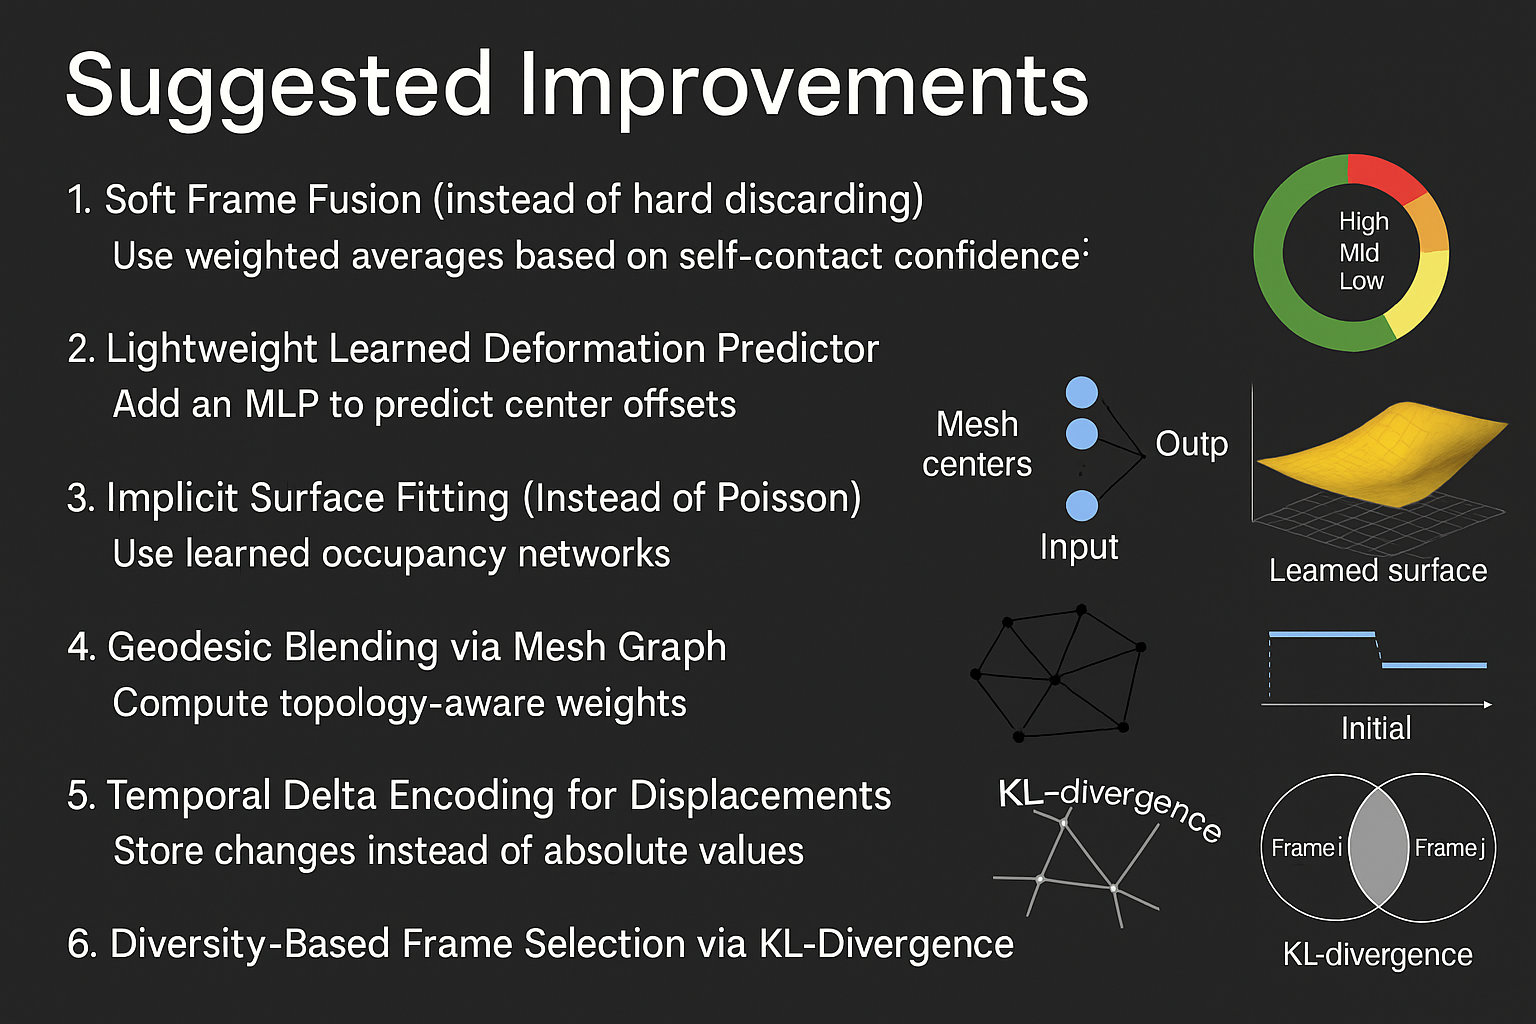 Suggested Improvements
1. Soft Frame Fusion (instead of hard discarding)
Use weighted averages based on self-contact confidence:
High
MId
Low
2. Lightweight Learned Deformation Predictor
Add an MLP to predict center offsets
Mesh
centers
Outp
Input
3. Implicit Surface Fitting (Instead of Poisson)
Use learned occupancy networks
Leamed surface
4. Geodesic Blending via Mesh Graph
Compute topology-aware weights
Initial
5. Temporal Delta Encoding for Displacements
Store changes instead of absolute values
KL-divergence
Frame i
Frame j
6. Diversity-Based Frame Selection via KL-Divergence
KL-divergence